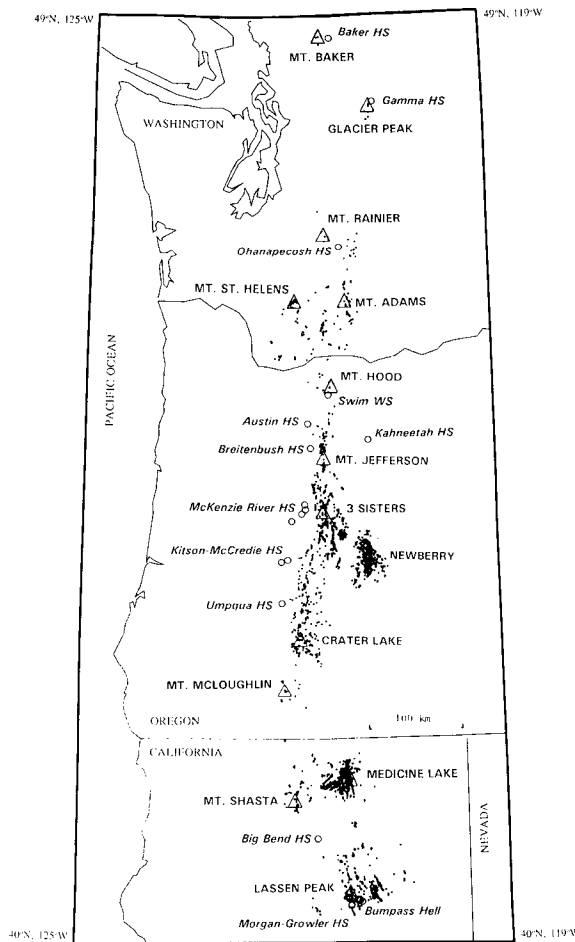 49°N, 125°W
49°N, 119°W
Baker HS
MT. BAKER
Gamma HS
WASHINGTON
GLACIER PEAK
MT. RAINIER
Ohanapecosh HS
MT. ST. HELENS
MT. ADAMS
PACIFIC OCEAN
MT. HOOD
Swim WS
Austin HS
Kahneetah HS
Breitenbush HS
MT. JEFFERSON
McKenzie River HS
3 SISTERS
Kitson-McCredie HS
NEWBERRY
Umpqua HS
CRATER LAKE
MT. MCLOUGHLIN
100 km
OREGON
CALIFORNIA
MEDICINE LAKE
MT. SHASTA
NEVADA
Big Bend HS
LASSEN PEAK
Bumpass Hell
Morgan-Growler HS
40°N, 125°W
40°N, 119°W